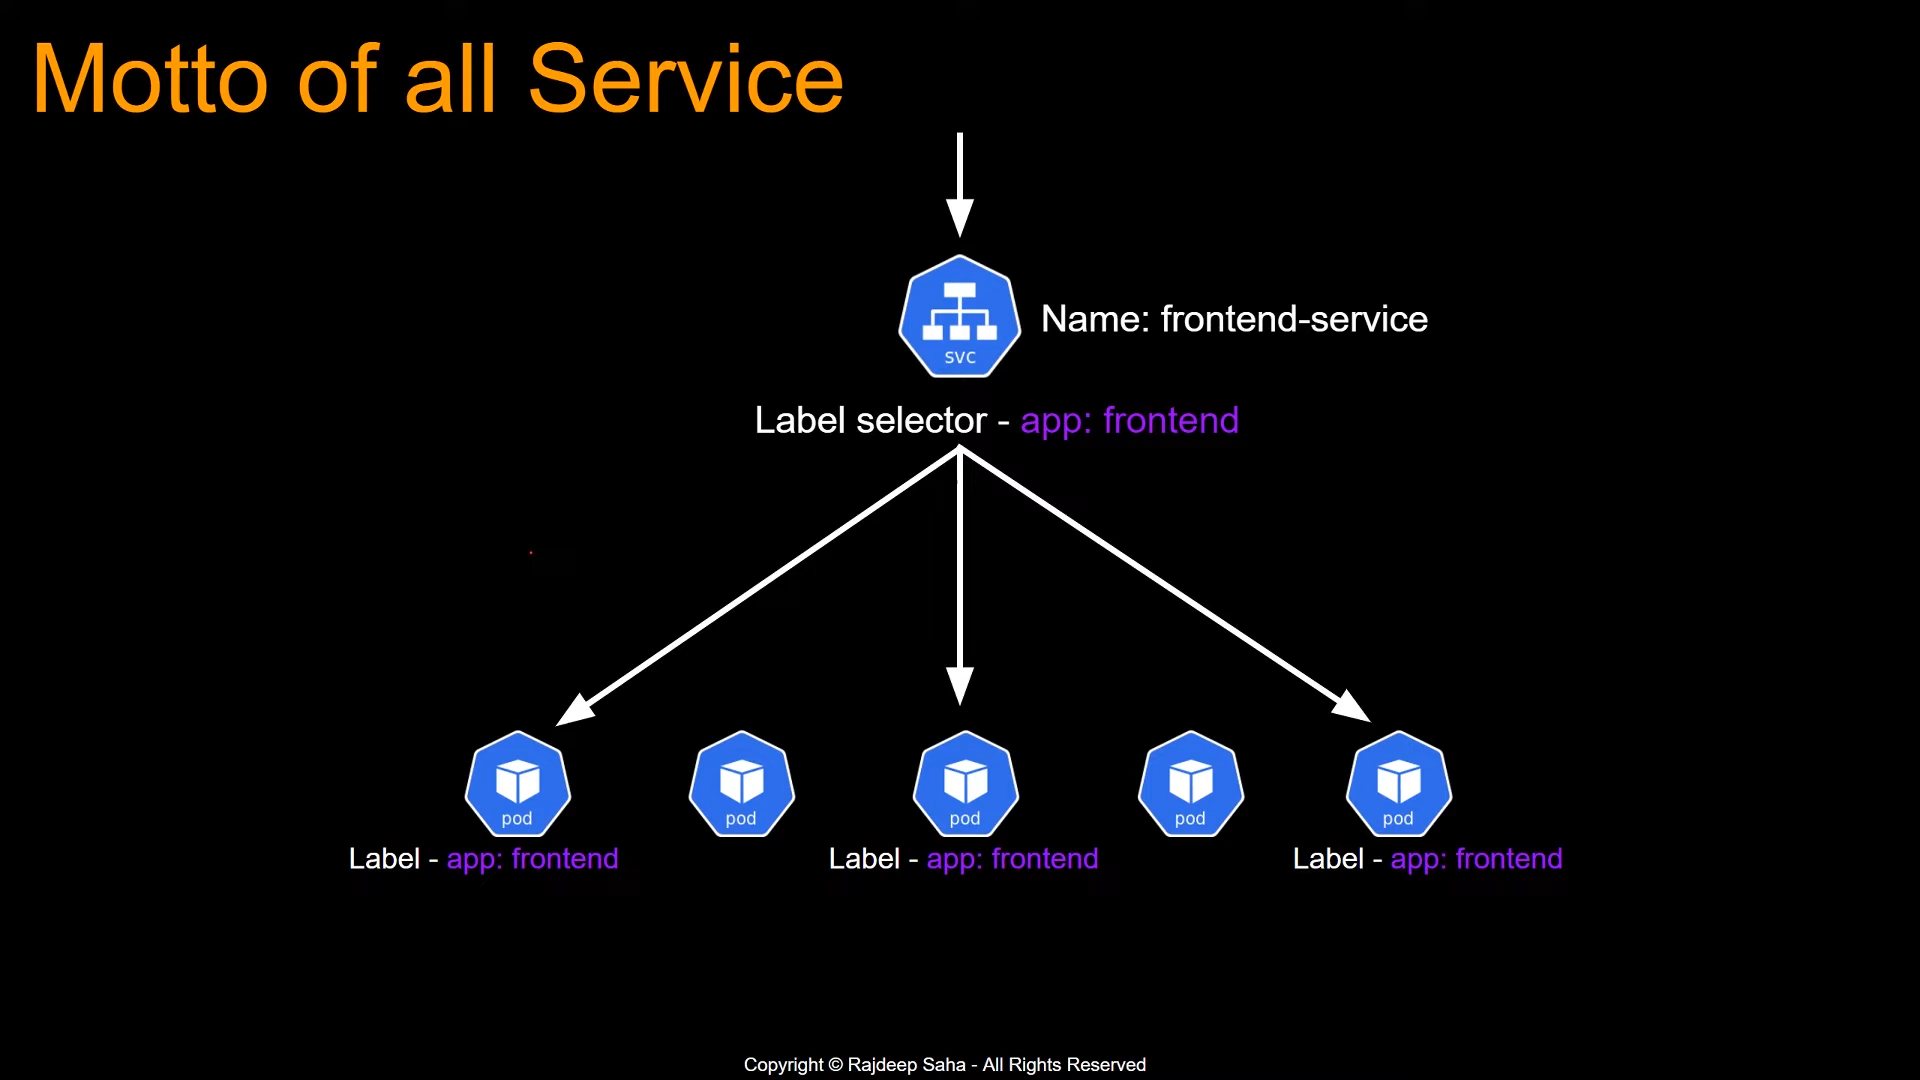 Motto of all Service
svc
Name: frontend-service
Label selector - app: frontend
pod
pod
pod
pod
pod
Label - app: frontend
Label - app: frontend
Label - app: frontend
Copyright © Rajdeep Saha - All Rights Reserved